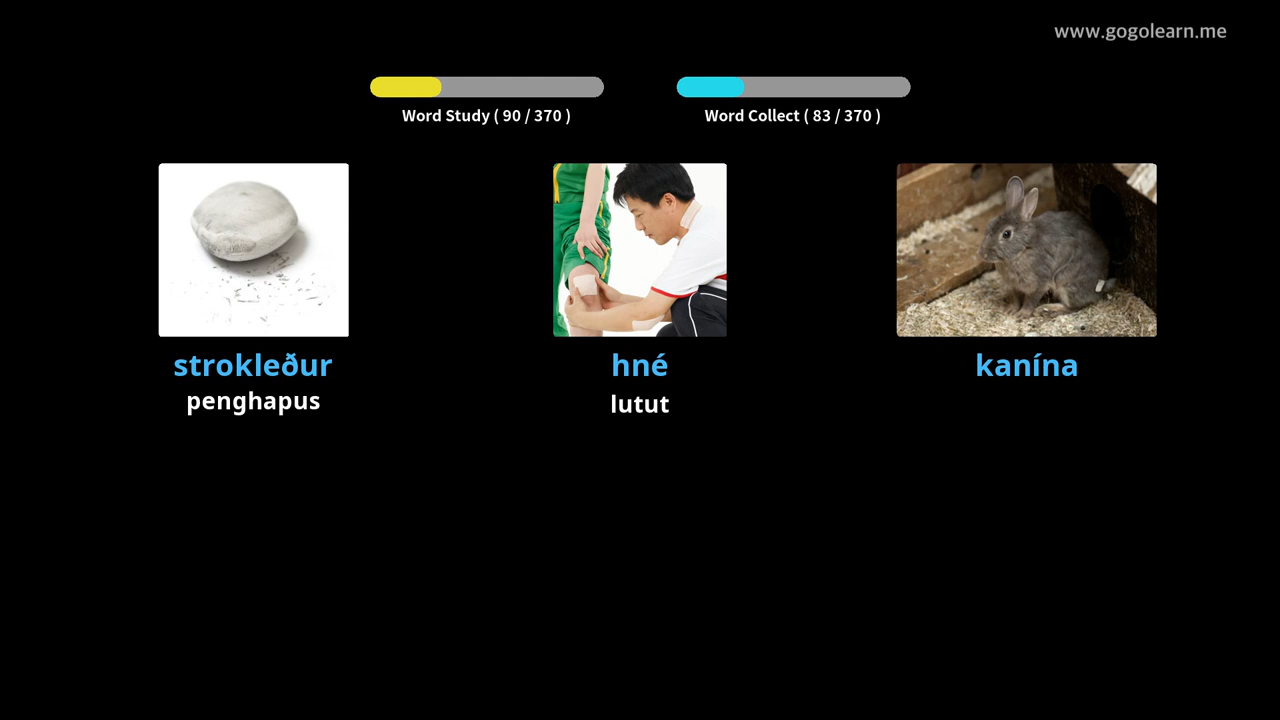 www.gogolearn.me
Word Study ( 90 / 370 )
Word Collect ( 83 / 370 )
strokleður
penghapus
hné
lutut
kanína